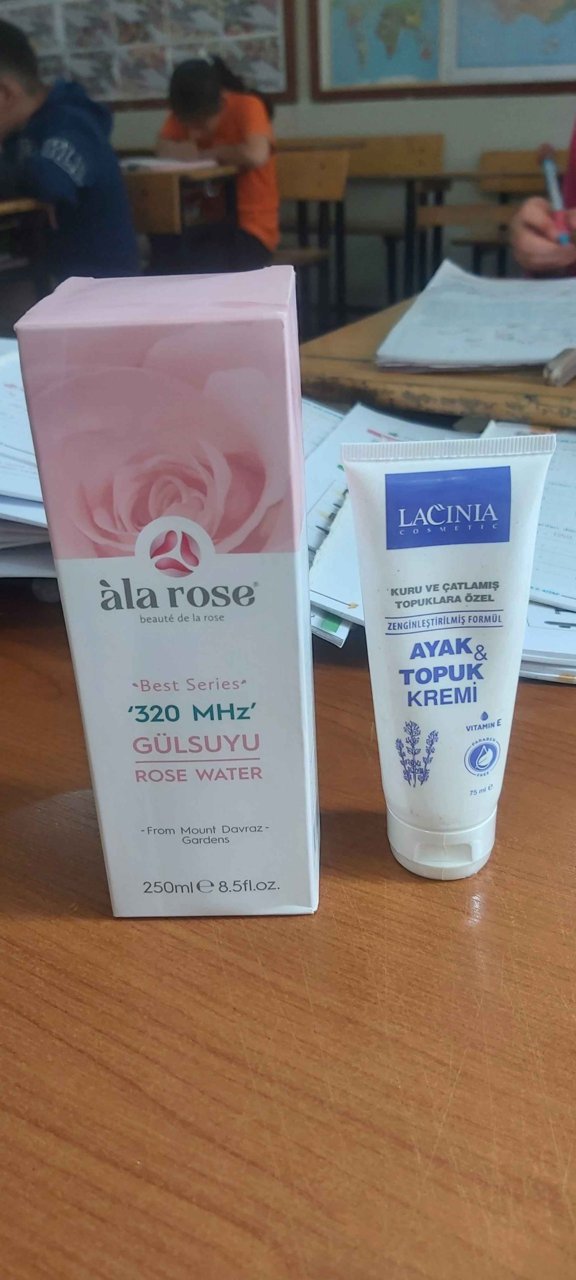 àla rose®
beauté de la rose
"Best Series"
'320 MHz'
GÜLSUYU
ROSE WATER
-From Mount Davraz-
Gardens
250ml ℮ 8.5fl.oz.
LACINIA
COSMETIC
KURU VE ÇATLAMIŞ
TOPUKLARA ÖZEL
ZENGİNLEŞTİRİLMİŞ FORMÜL
AYAK &
TOPUK
KREMİ
VITAMIN E
PARABEN
FREE
75 ml ℮